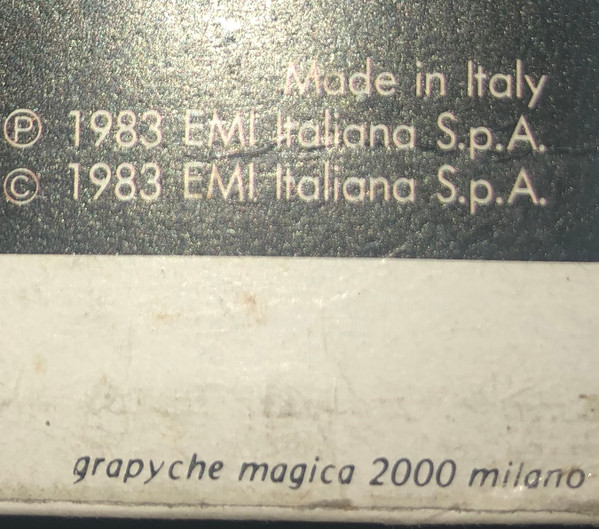 Made in Italy
℗ 1983 EMI Italiana S.p.A.
© 1983 EMI Italiana S.p.A.
grapyche magica 2000 milano